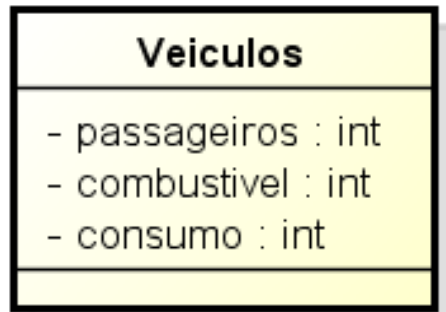 Veiculos
- passageiros : int
- combustivel : int
- consumo : int